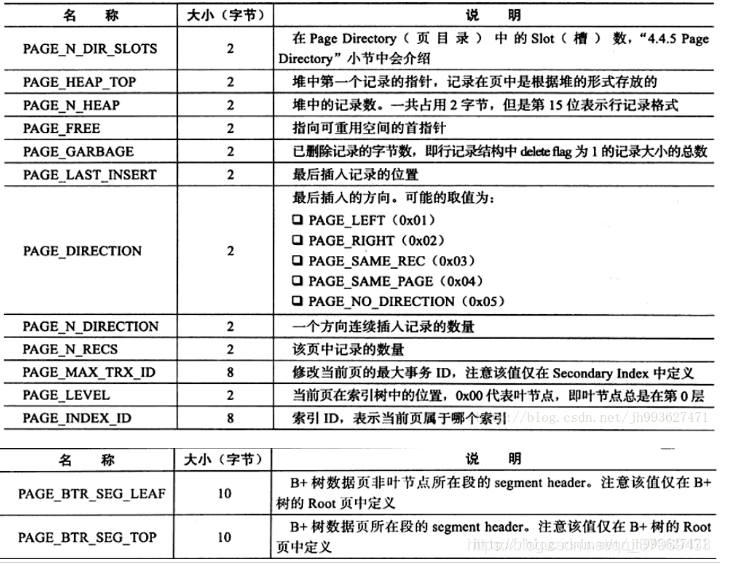 名 称 大小（字节） 说 明
PAGE_N_DIR_SLOTS 2 在 Page Directory（页目录）中的 Slot（槽）数，“4.4.5 Page
Directory”小节中会介绍
PAGE_HEAP_TOP 2 堆中第一个记录的指针，记录在页中是根据堆的形式存放的
PAGE_N_HEAP 2 堆中的记录数。一共占用 2 字节，但是第 15 位表示行记录格式
PAGE_FREE 2 指向可重用空间的首指针
PAGE_GARBAGE 2 已删除记录的字节数，即行记录结构中 delete flag 为 1 的记录大小的总数
PAGE_LAST_INSERT 2 最后插入记录的位置
最后插入的方向。可能的取值为：
❑ PAGE_LEFT（0x01）
❑ PAGE_RIGHT（0x02）
PAGE_DIRECTION 2 ❑ PAGE_SAME_REC（0x03）
❑ PAGE_SAME_PAGE（0x04）
❑ PAGE_NO_DIRECTION（0x05）
PAGE_N_DIRECTION 2 一个方向连续插入记录的数量
PAGE_N_RECS 2 该页中记录的数量
PAGE_MAX_TRX_ID 8 修改当前页的最大事务 ID，注意该值仅在 Secondary Index 中定义
PAGE_LEVEL 2 当前页在索引树中的位置，0x00 代表叶节点，即叶节点总是在第 0 层
PAGE_INDEX_ID 8 索引 ID，表示当前页属于哪个索引
://blog.csdn.net/jh993627471
名 称 大小（字节） 说 明
PAGE_BTR_SEG_LEAF 10 B+ 树数据页非叶节点所在段的 segment header。注意该值仅在 B+
树的 Root 页中定义
PAGE_BTR_SEG_TOP 10 B+ 树数据页所在段的 segment header。注意该值仅在 B+ 树的 Root
页中定义